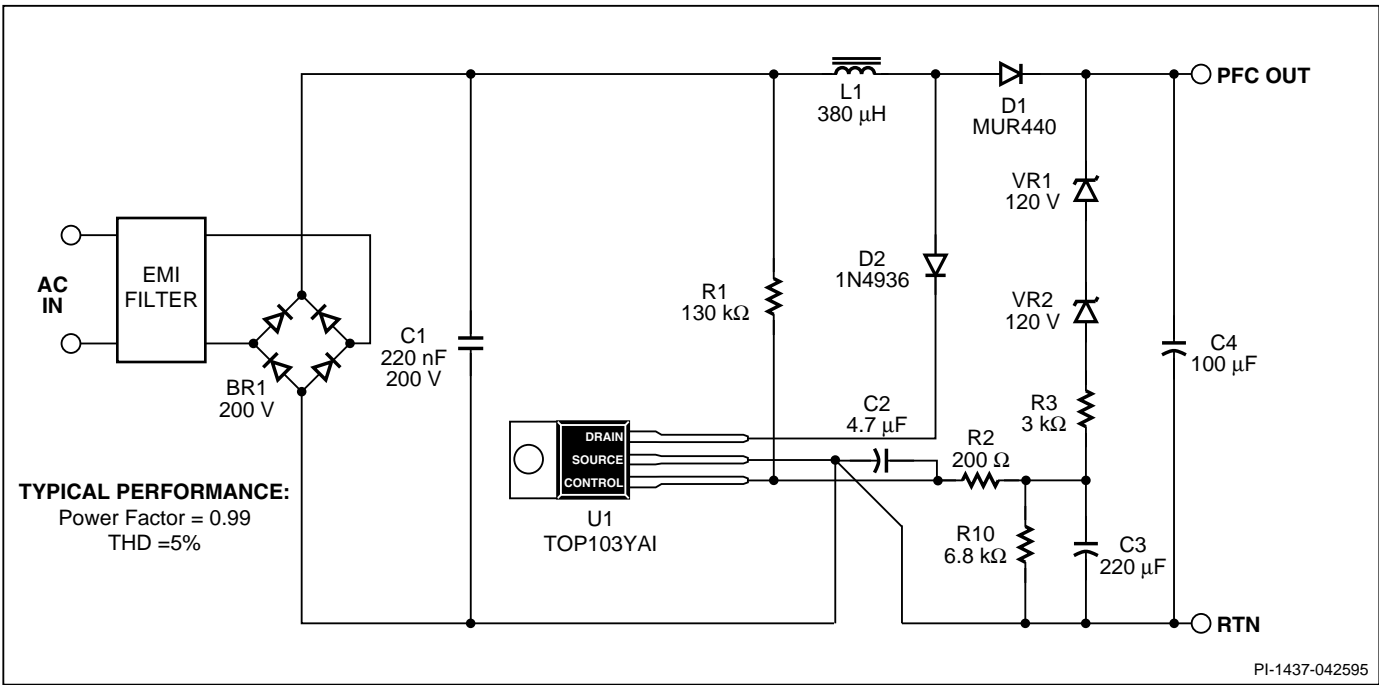 PFC OUT
L1
380 µH
D1
MUR440
VR1
120 V
AC
IN
EMI
FILTER
D2
1N4936
R1
130 kΩ
VR2
120 V
C1
220 nF
200 V
C4
100 µF
BR1
200 V
C2
4.7 µF
R3
3 kΩ
DRAIN
SOURCE
CONTROL
R2
200 Ω
TYPICAL PERFORMANCE:
Power Factor = 0.99
THD =5%
U1
TOP103YAI
R10
6.8 kΩ
C3
220 µF
RTN
PI-1437-042595